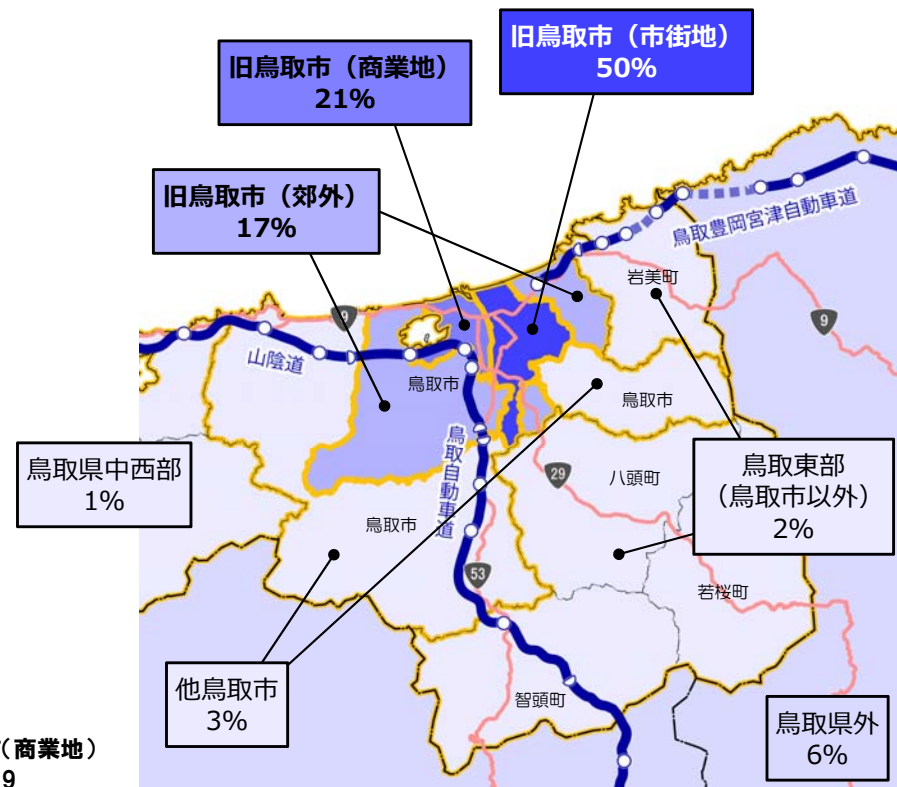 旧鳥取市（市街地）
50%
旧鳥取市（商業地）
21%
旧鳥取市（郊外）
17%
鳥取豊岡宮津自動車道
岩美町
9
9
山陰道
鳥取市
鳥取市
鳥取県中西部
1%
鳥取自動車道
29
八頭町
鳥取東部
（鳥取市以外）
2%
鳥取市
53
若桜町
他鳥取市
3%
智頭町
鳥取県外
6%
（商業地）
9